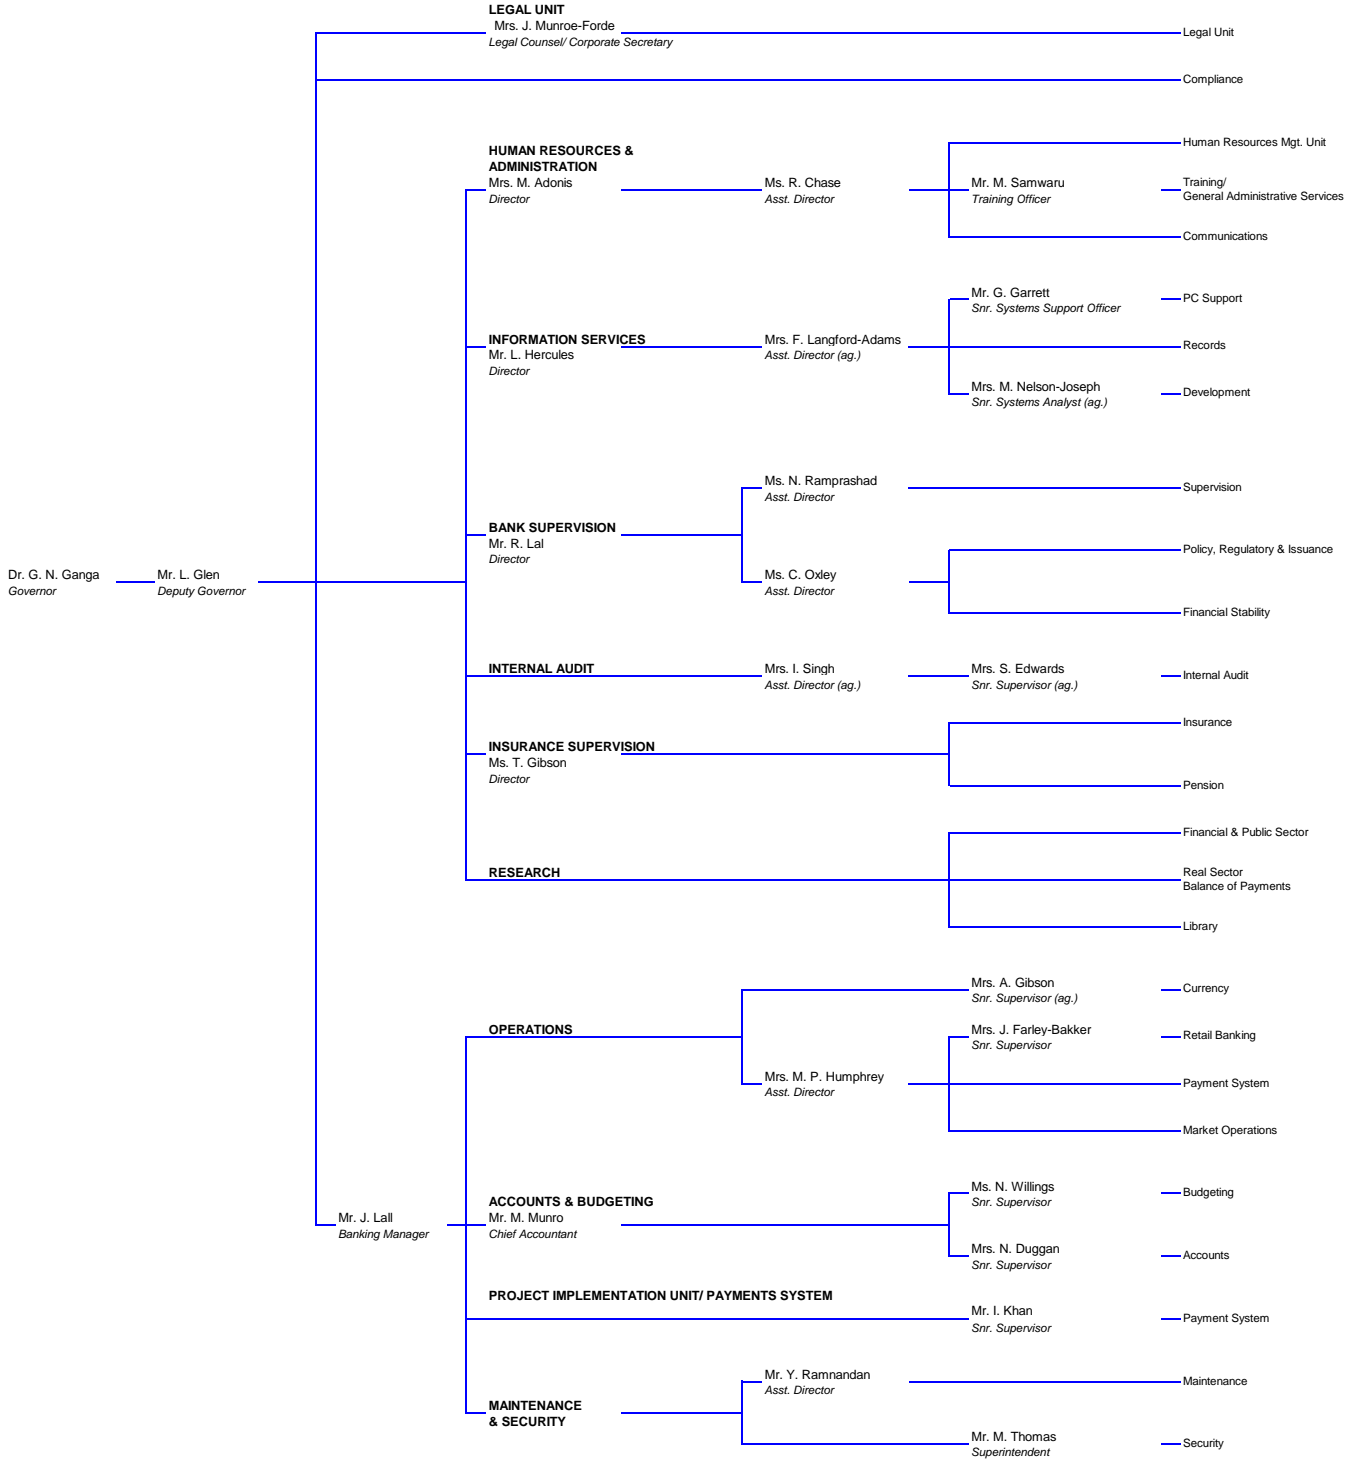 LEGAL UNIT
Mrs. J. Munroe-Forde
Legal Counsel/ Corporate Secretary
Legal Unit
Compliance
HUMAN RESOURCES &
ADMINISTRATION
Mrs. M. Adonis
Director
Ms. R. Chase
Asst. Director
Human Resources Mgt. Unit
Mr. M. Samwaru
Training Officer
Training/
General Administrative Services
Communications
INFORMATION SERVICES
Mr. L. Hercules
Director
Mrs. F. Langford-Adams
Asst. Director (ag.)
Mr. G. Garrett
Snr. Systems Support Officer
PC Support
Records
Mrs. M. Nelson-Joseph
Snr. Systems Analyst (ag.)
Development
Dr. G. N. Ganga
Governor
Mr. L. Glen
Deputy Governor
BANK SUPERVISION
Mr. R. Lal
Director
Ms. N. Ramprashad
Asst. Director
Supervision
Ms. C. Oxley
Asst. Director
Policy, Regulatory & Issuance
Financial Stability
INTERNAL AUDIT
Mrs. I. Singh
Asst. Director (ag.)
Mrs. S. Edwards
Snr. Supervisor (ag.)
Internal Audit
INSURANCE SUPERVISION
Ms. T. Gibson
Director
Insurance
Pension
RESEARCH
Financial & Public Sector
Real Sector
Balance of Payments
Library
Mr. J. Lall
Banking Manager
OPERATIONS
Mrs. A. Gibson
Snr. Supervisor (ag.)
Currency
Mrs. M. P. Humphrey
Asst. Director
Mrs. J. Farley-Bakker
Snr. Supervisor
Retail Banking
Payment System
Market Operations
ACCOUNTS & BUDGETING
Mr. M. Munro
Chief Accountant
Ms. N. Willings
Snr. Supervisor
Budgeting
Mrs. N. Duggan
Snr. Supervisor
Accounts
PROJECT IMPLEMENTATION UNIT/ PAYMENTS SYSTEM
Mr. I. Khan
Snr. Supervisor
Payment System
MAINTENANCE
& SECURITY
Mr. Y. Ramnandan
Asst. Director
Maintenance
Mr. M. Thomas
Superintendent
Security